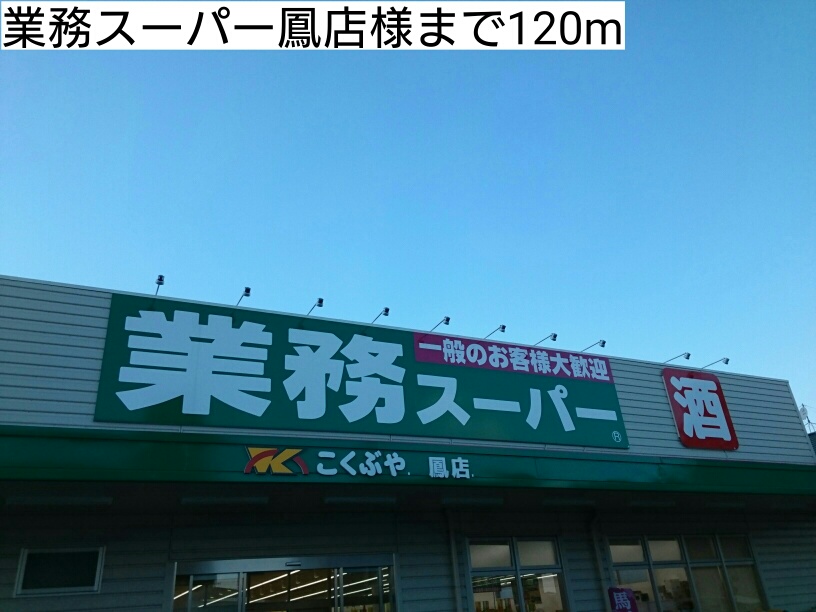 業務スーパー鳳店様まで120m
一般のお客様大歓迎
業務スーパー®
酒
こくぶや. 鳳店.
馬